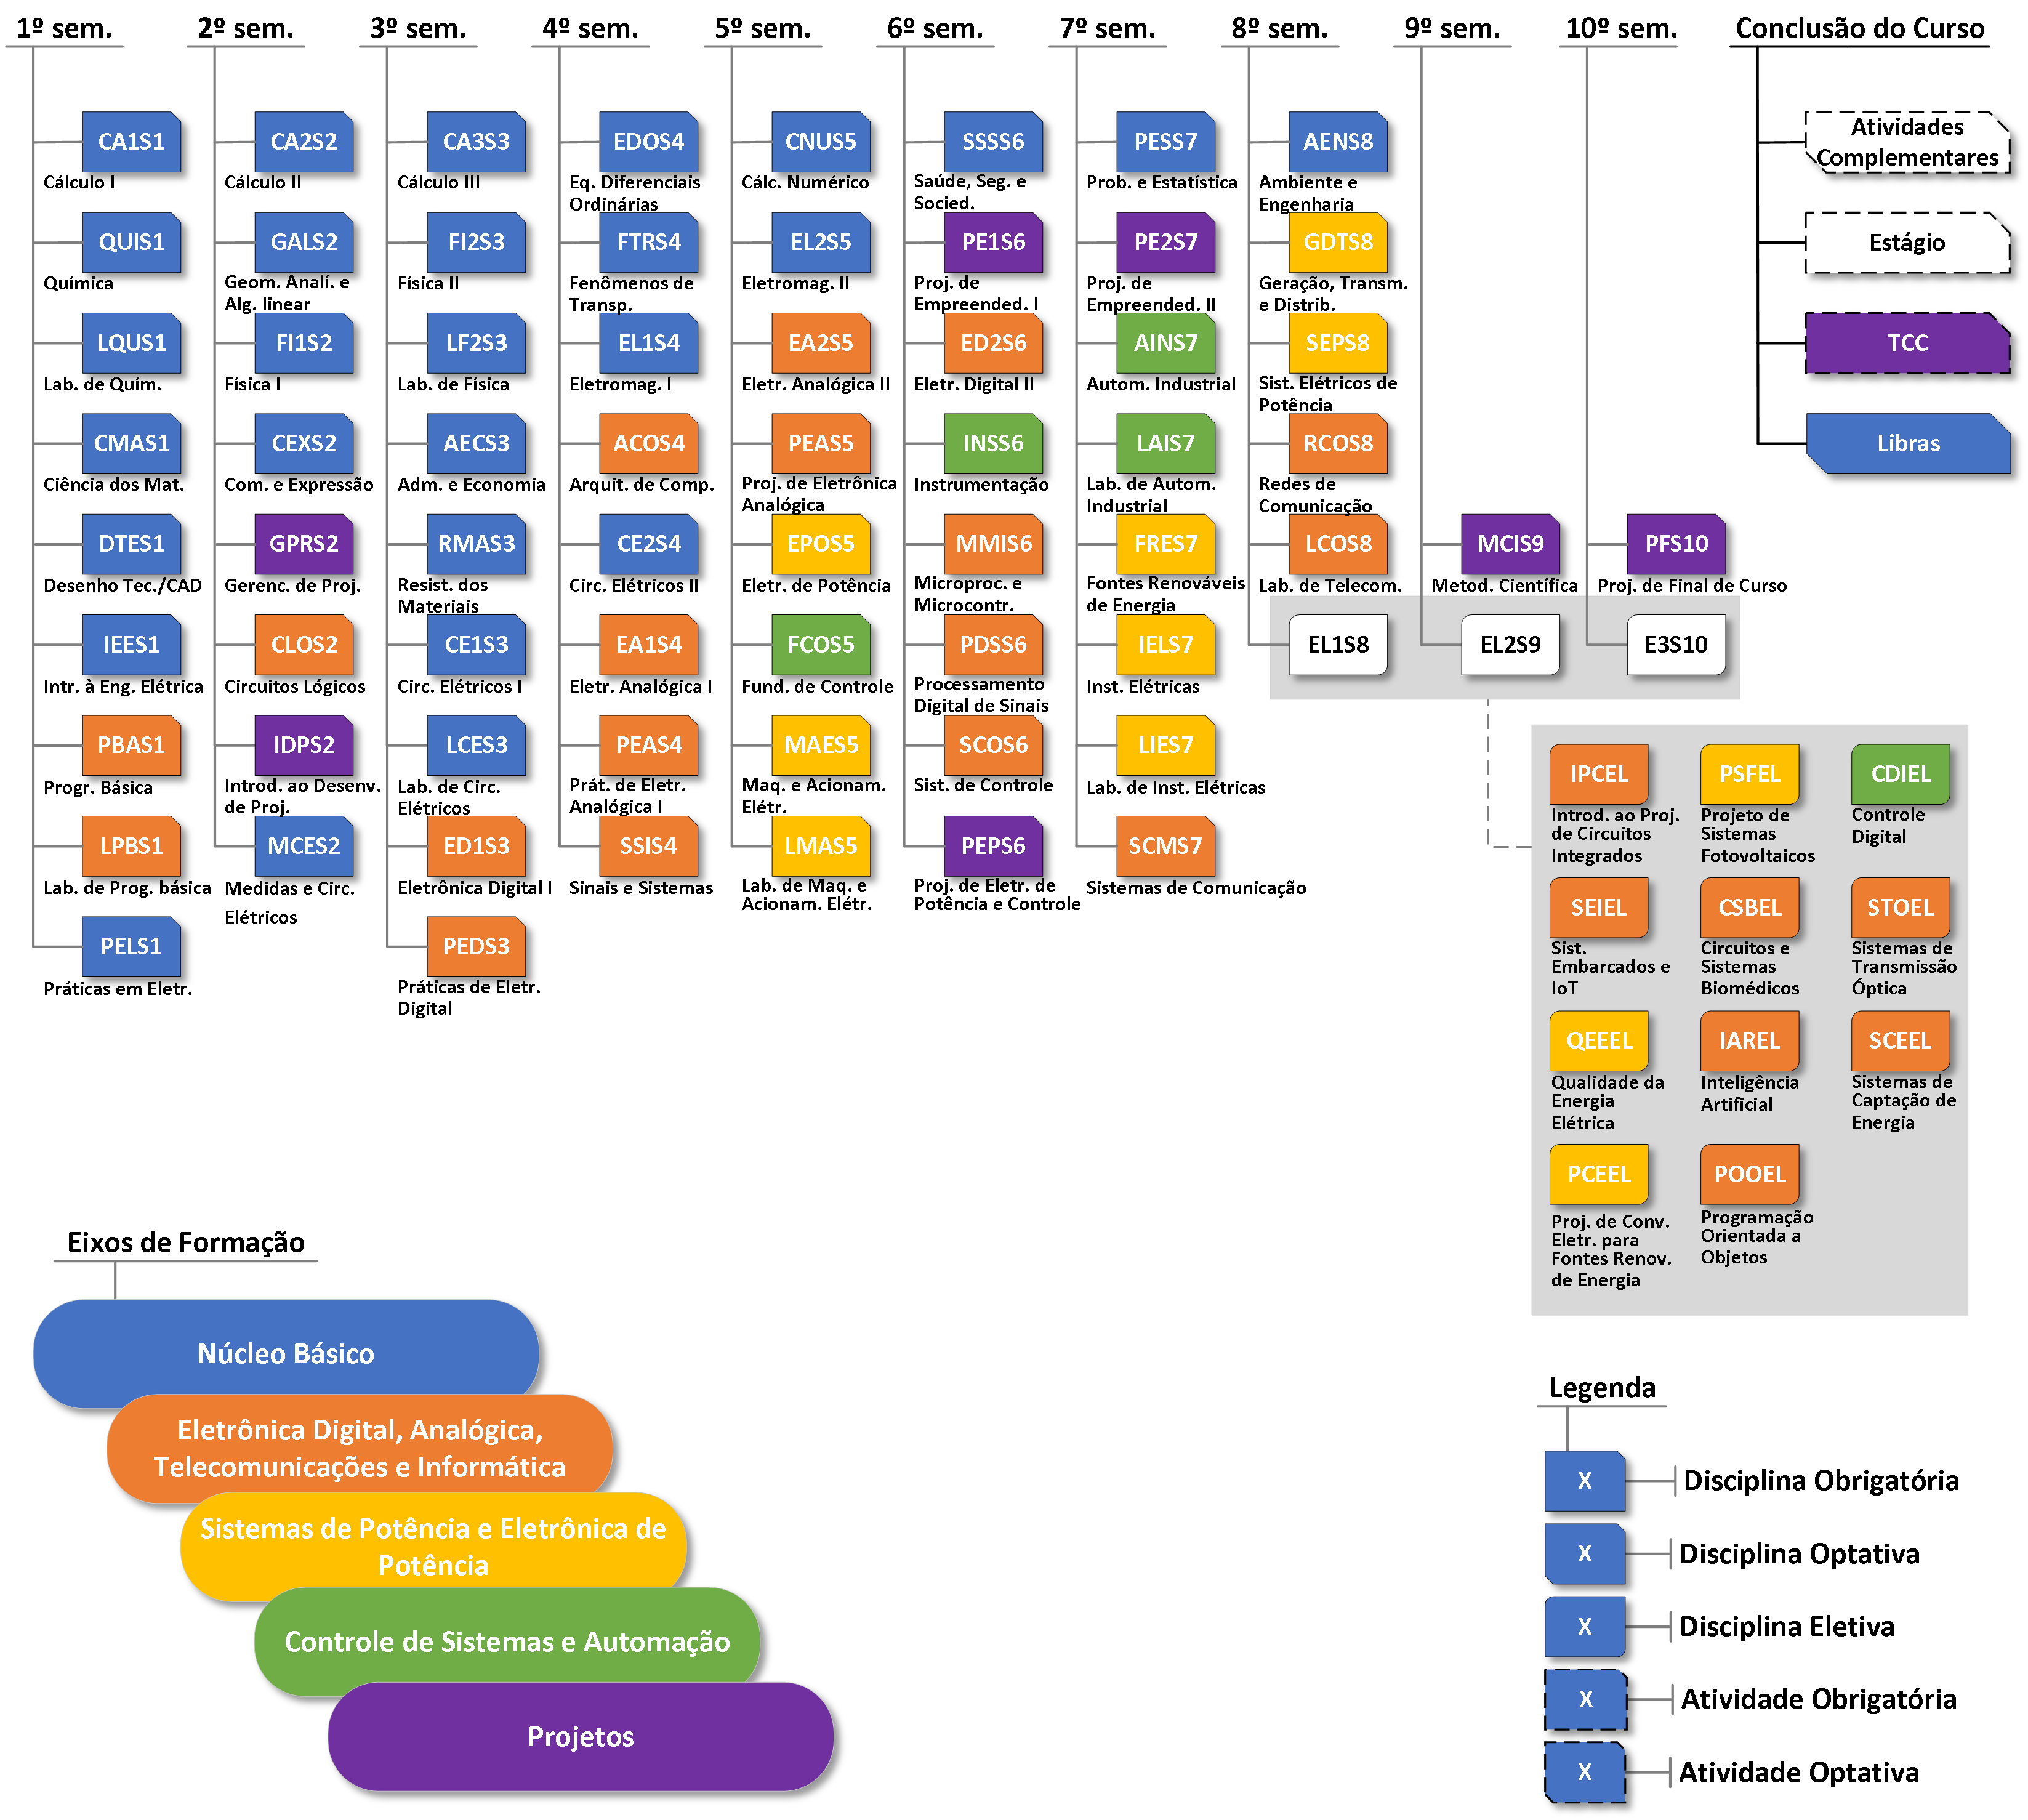 1º sem.
2º sem.
3º sem.
4º sem.
5º sem.
6º sem.
7º sem.
8º sem.
9º sem.
10º sem.
Conclusão do Curso
CA1S1
Cálculo I
QUIS1
Química
LQUS1
Lab. de Quím.
CMAS1
Ciência dos Mat.
DTES1
Desenho Tec./CAD
IEES1
Intr. à Eng. Elétrica
PBAS1
Progr. Básica
LPBS1
Lab. de Prog. básica
PELS1
Práticas em Eletr.
CA2S2
Cálculo II
GALS2
Geom. Analí. e
Alg. linear
FI1S2
Física I
CEXS2
Com. e Expressão
GPRS2
Gerenc. de Proj.
CLOS2
Circuitos Lógicos
IDPS2
Introd. ao Desenv.
de Proj.
MCES2
Medidas e Circ.
Elétricos
CA3S3
Cálculo III
FI2S3
Física II
LF2S3
Lab. de Física
AECS3
Adm. e Economia
RMAS3
Resist. dos
Materiais
CE1S3
Circ. Elétricos I
LCES3
Lab. de Circ.
Elétricos
ED1S3
Eletrônica Digital I
PEDS3
Práticas de Eletr.
Digital
EDOS4
Eq. Diferenciais
Ordinárias
FTRS4
Fenômenos de
Transp.
EL1S4
Eletromag. I
ACOS4
Arquit. de Comp.
CE2S4
Circ. Elétricos II
EA1S4
Eletr. Analógica I
PEAS4
Prát. de Eletr.
Analógica I
SSIS4
Sinais e Sistemas
CNUS5
Cálc. Numérico
EL2S5
Eletromag. II
EA2S5
Eletr. Analógica II
PEAS5
Proj. de Eletrônica
Analógica
EPOS5
Eletr. de Potência
FCOS5
Fund. de Controle
MAES5
Maq. e Acionam.
Elétr.
LMAS5
Lab. de Maq. e
Acionam. Elétr.
SSSS6
Saúde, Seg. e
Socied.
PE1S6
Proj. de
Empreended. I
ED2S6
Eletr. Digital II
INSS6
Instrumentação
MMIS6
Microproc. e
Microcontr.
PDSS6
Processamento
Digital de Sinais
SCOS6
Sist. de Controle
PEPS6
Proj. de Eletr. de
Potência e Controle
PESS7
Prob. e Estatística
PE2S7
Proj. de
Empreended. II
AINS7
Autom. Industrial
LAIS7
Lab. de Autom.
Industrial
FRES7
Fontes Renováveis
de Energia
IELS7
Inst. Elétricas
LIES7
Lab. de Inst. Elétricas
SCMS7
Sistemas de Comunicação
AENS8
Ambiente e
Engenharia
GDTS8
Geração, Transm.
e Distrib.
SEPS8
Sist. Elétricos de
Potência
RCOS8
Redes de
Comunicação
LCOS8
Lab. de Telecom.
EL1S8
MCIS9
Metod. Científica
EL2S9
PFS10
Proj. de Final de Curso
E3S10
Atividades
Complementares
Estágio
TCC
Libras
IPCEL
Introd. ao Proj.
de Circuitos
Integrados
PSFEL
Projeto de
Sistemas
Fotovoltaicos
CDIEL
Controle
Digital
SEIEL
Sist.
Embarcados e
IoT
CSBEL
Circuitos e
Sistemas
Biomédicos
STOEL
Sistemas de
Transmissão
Óptica
QEEEL
Qualidade da
Energia
Elétrica
IAREL
Inteligência
Artificial
SCEEL
Sistemas de
Captação de
Energia
PCEEL
Proj. de Conv.
Eletr. para
Fontes Renov.
de Energia
POOEL
Programação
Orientada a
Objetos
Eixos de Formação
Núcleo Básico
Eletrônica Digital, Analógica,
Telecomunicações e Informática
Sistemas de Potência e Eletrônica de
Potência
Controle de Sistemas e Automação
Projetos
Legenda
X
Disciplina Obrigatória
X
Disciplina Optativa
X
Disciplina Eletiva
X
Atividade Obrigatória
X
Atividade Optativa